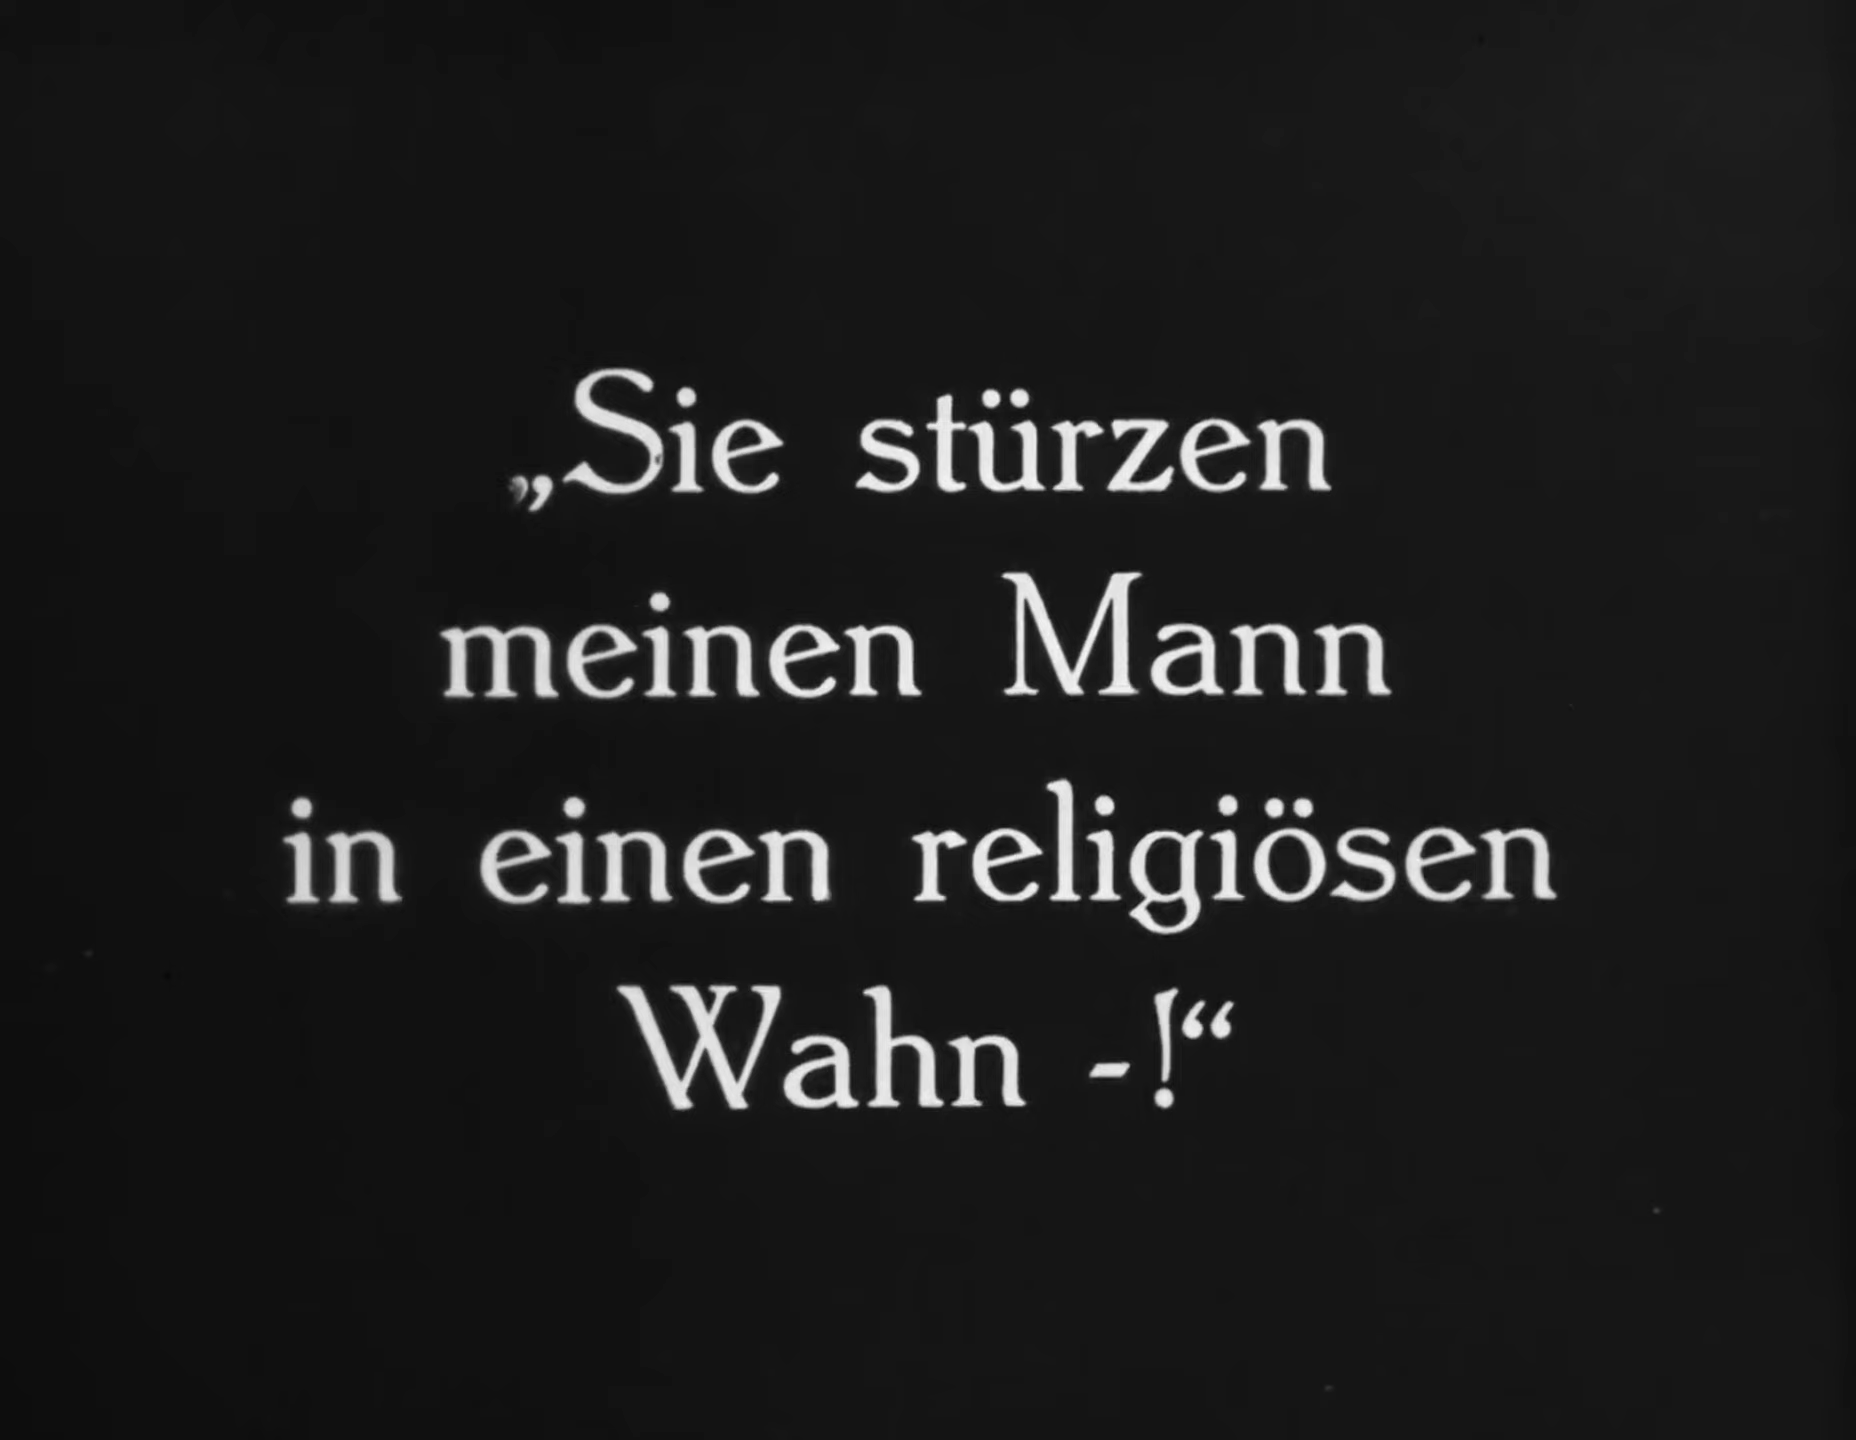 „Sie stürzen
meinen Mann
in einen religiösen
Wahn -!“